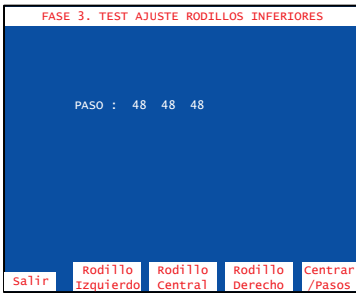 FASE 3. TEST AJUSTE RODILLOS INFERIORES
PASO : 48 48 48
Salir
Rodillo
Izquierdo
Rodillo
Central
Rodillo
Derecho
Centrar
/Pasos